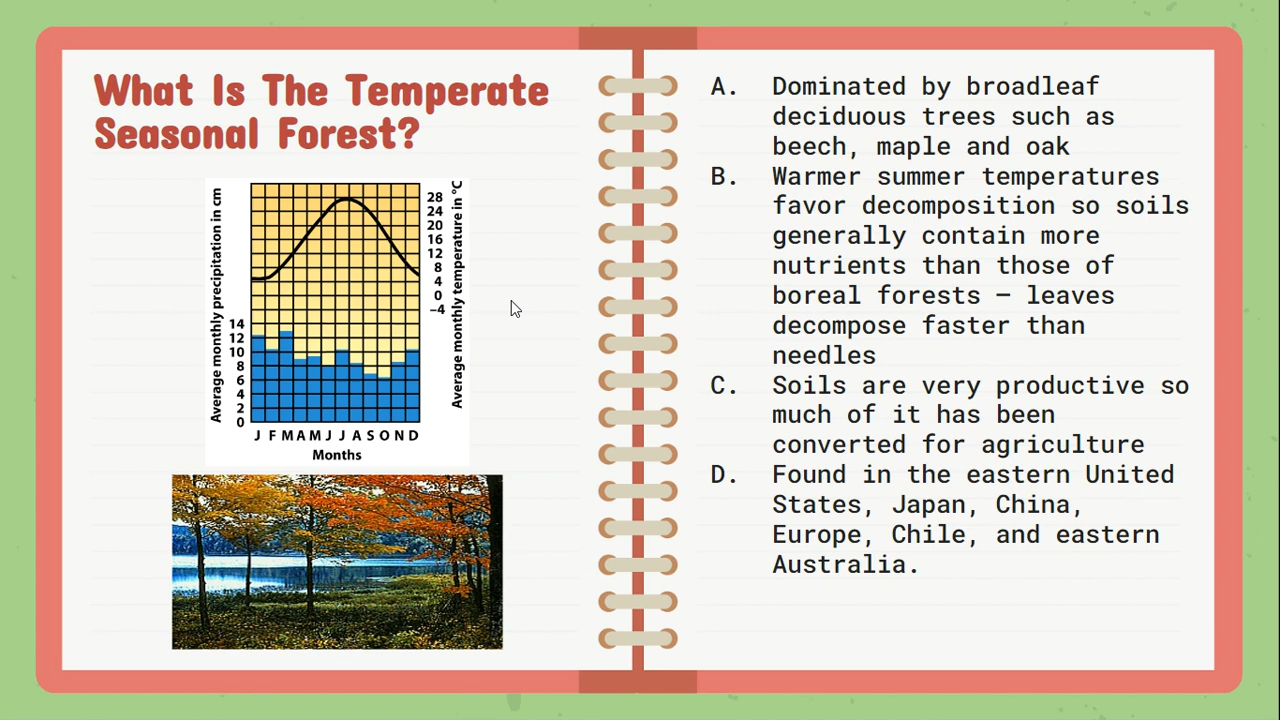 What Is The Temperate
Seasonal Forest?
Average monthly precipitation in cm
14
12
10
8
6
4
2
0
28
24
20
16
12
8
4
0
−4
Average monthly temperature in °C
J F M A M J J A S O N D
Months
A. Dominated by broadleaf
deciduous trees such as
beech, maple and oak
B. Warmer summer temperatures
favor decomposition so soils
generally contain more
nutrients than those of
boreal forests – leaves
decompose faster than
needles
C. Soils are very productive so
much of it has been
converted for agriculture
D. Found in the eastern United
States, Japan, China,
Europe, Chile, and eastern
Australia.